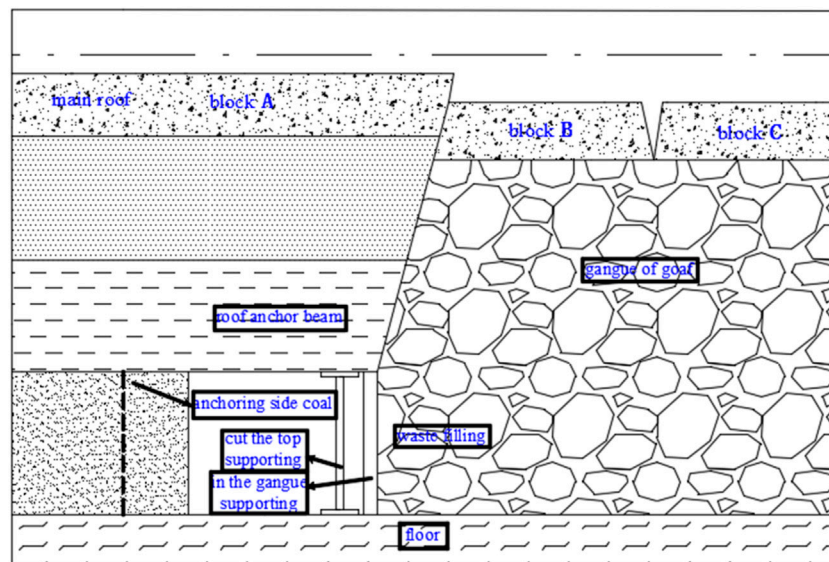 main roof
block A
block B
block C
gangue of goaf
roof anchor beam
anchoring side coal
cut the top
supporting
waste filling
in the gangue
supporting
floor